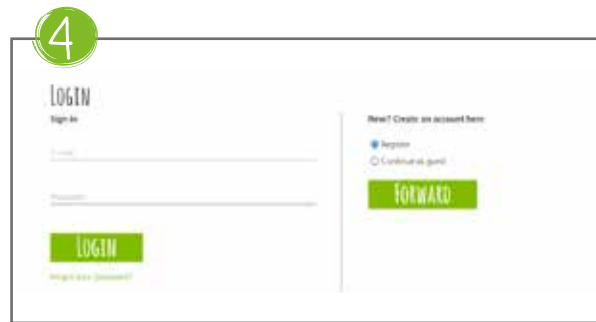 4
LOGIN
Sign in
E-mail
Password
LOGIN
Forgot your password?
New? Create an account here
Register
Continue as guest
FORWARD